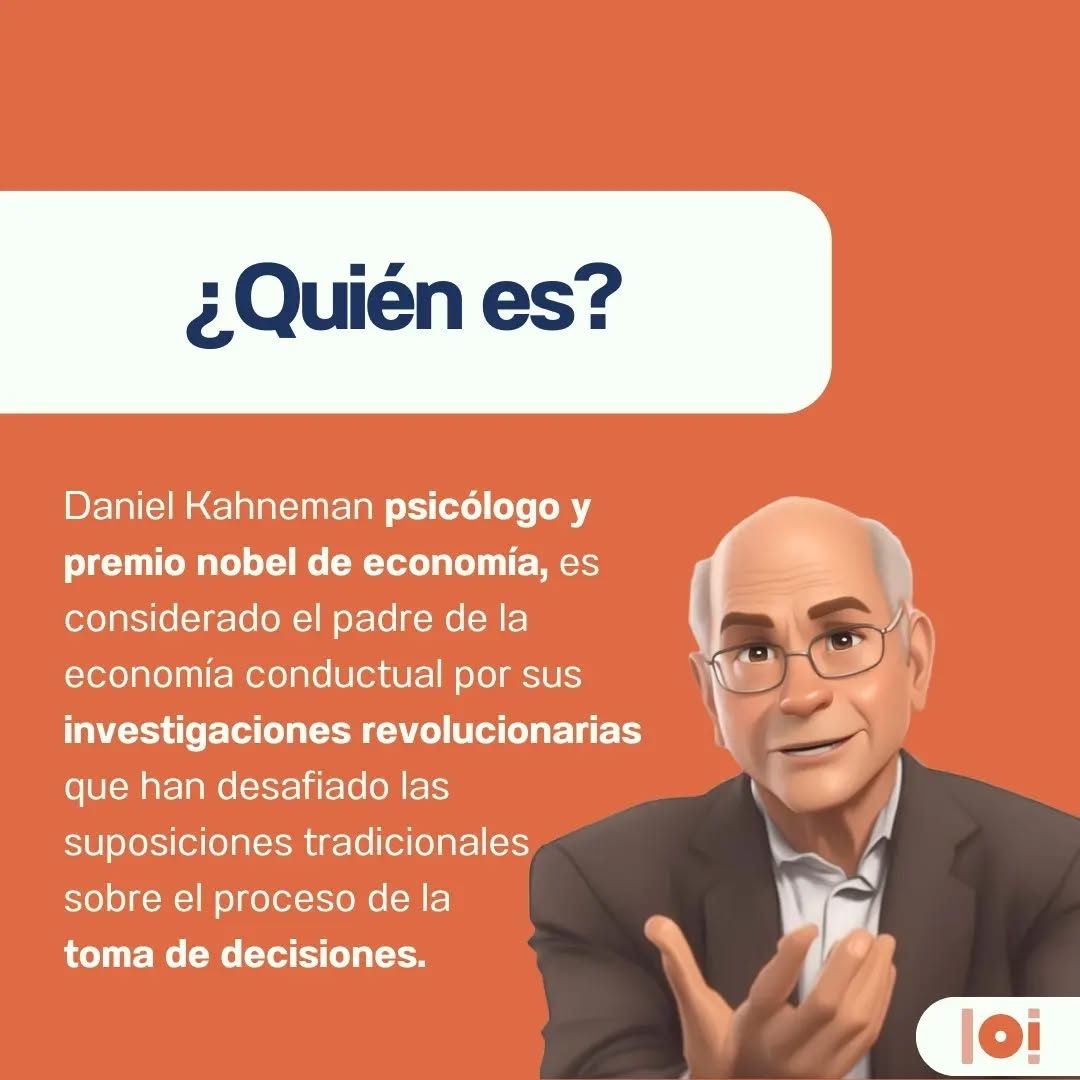 ¿Quién es?
Daniel Kahneman psicólogo y
premio nobel de economía, es
considerado el padre de la
economía conductual por sus
investigaciones revolucionarias
que han desafiado las
suposiciones tradicionales
sobre el proceso de la
toma de decisiones.
loi